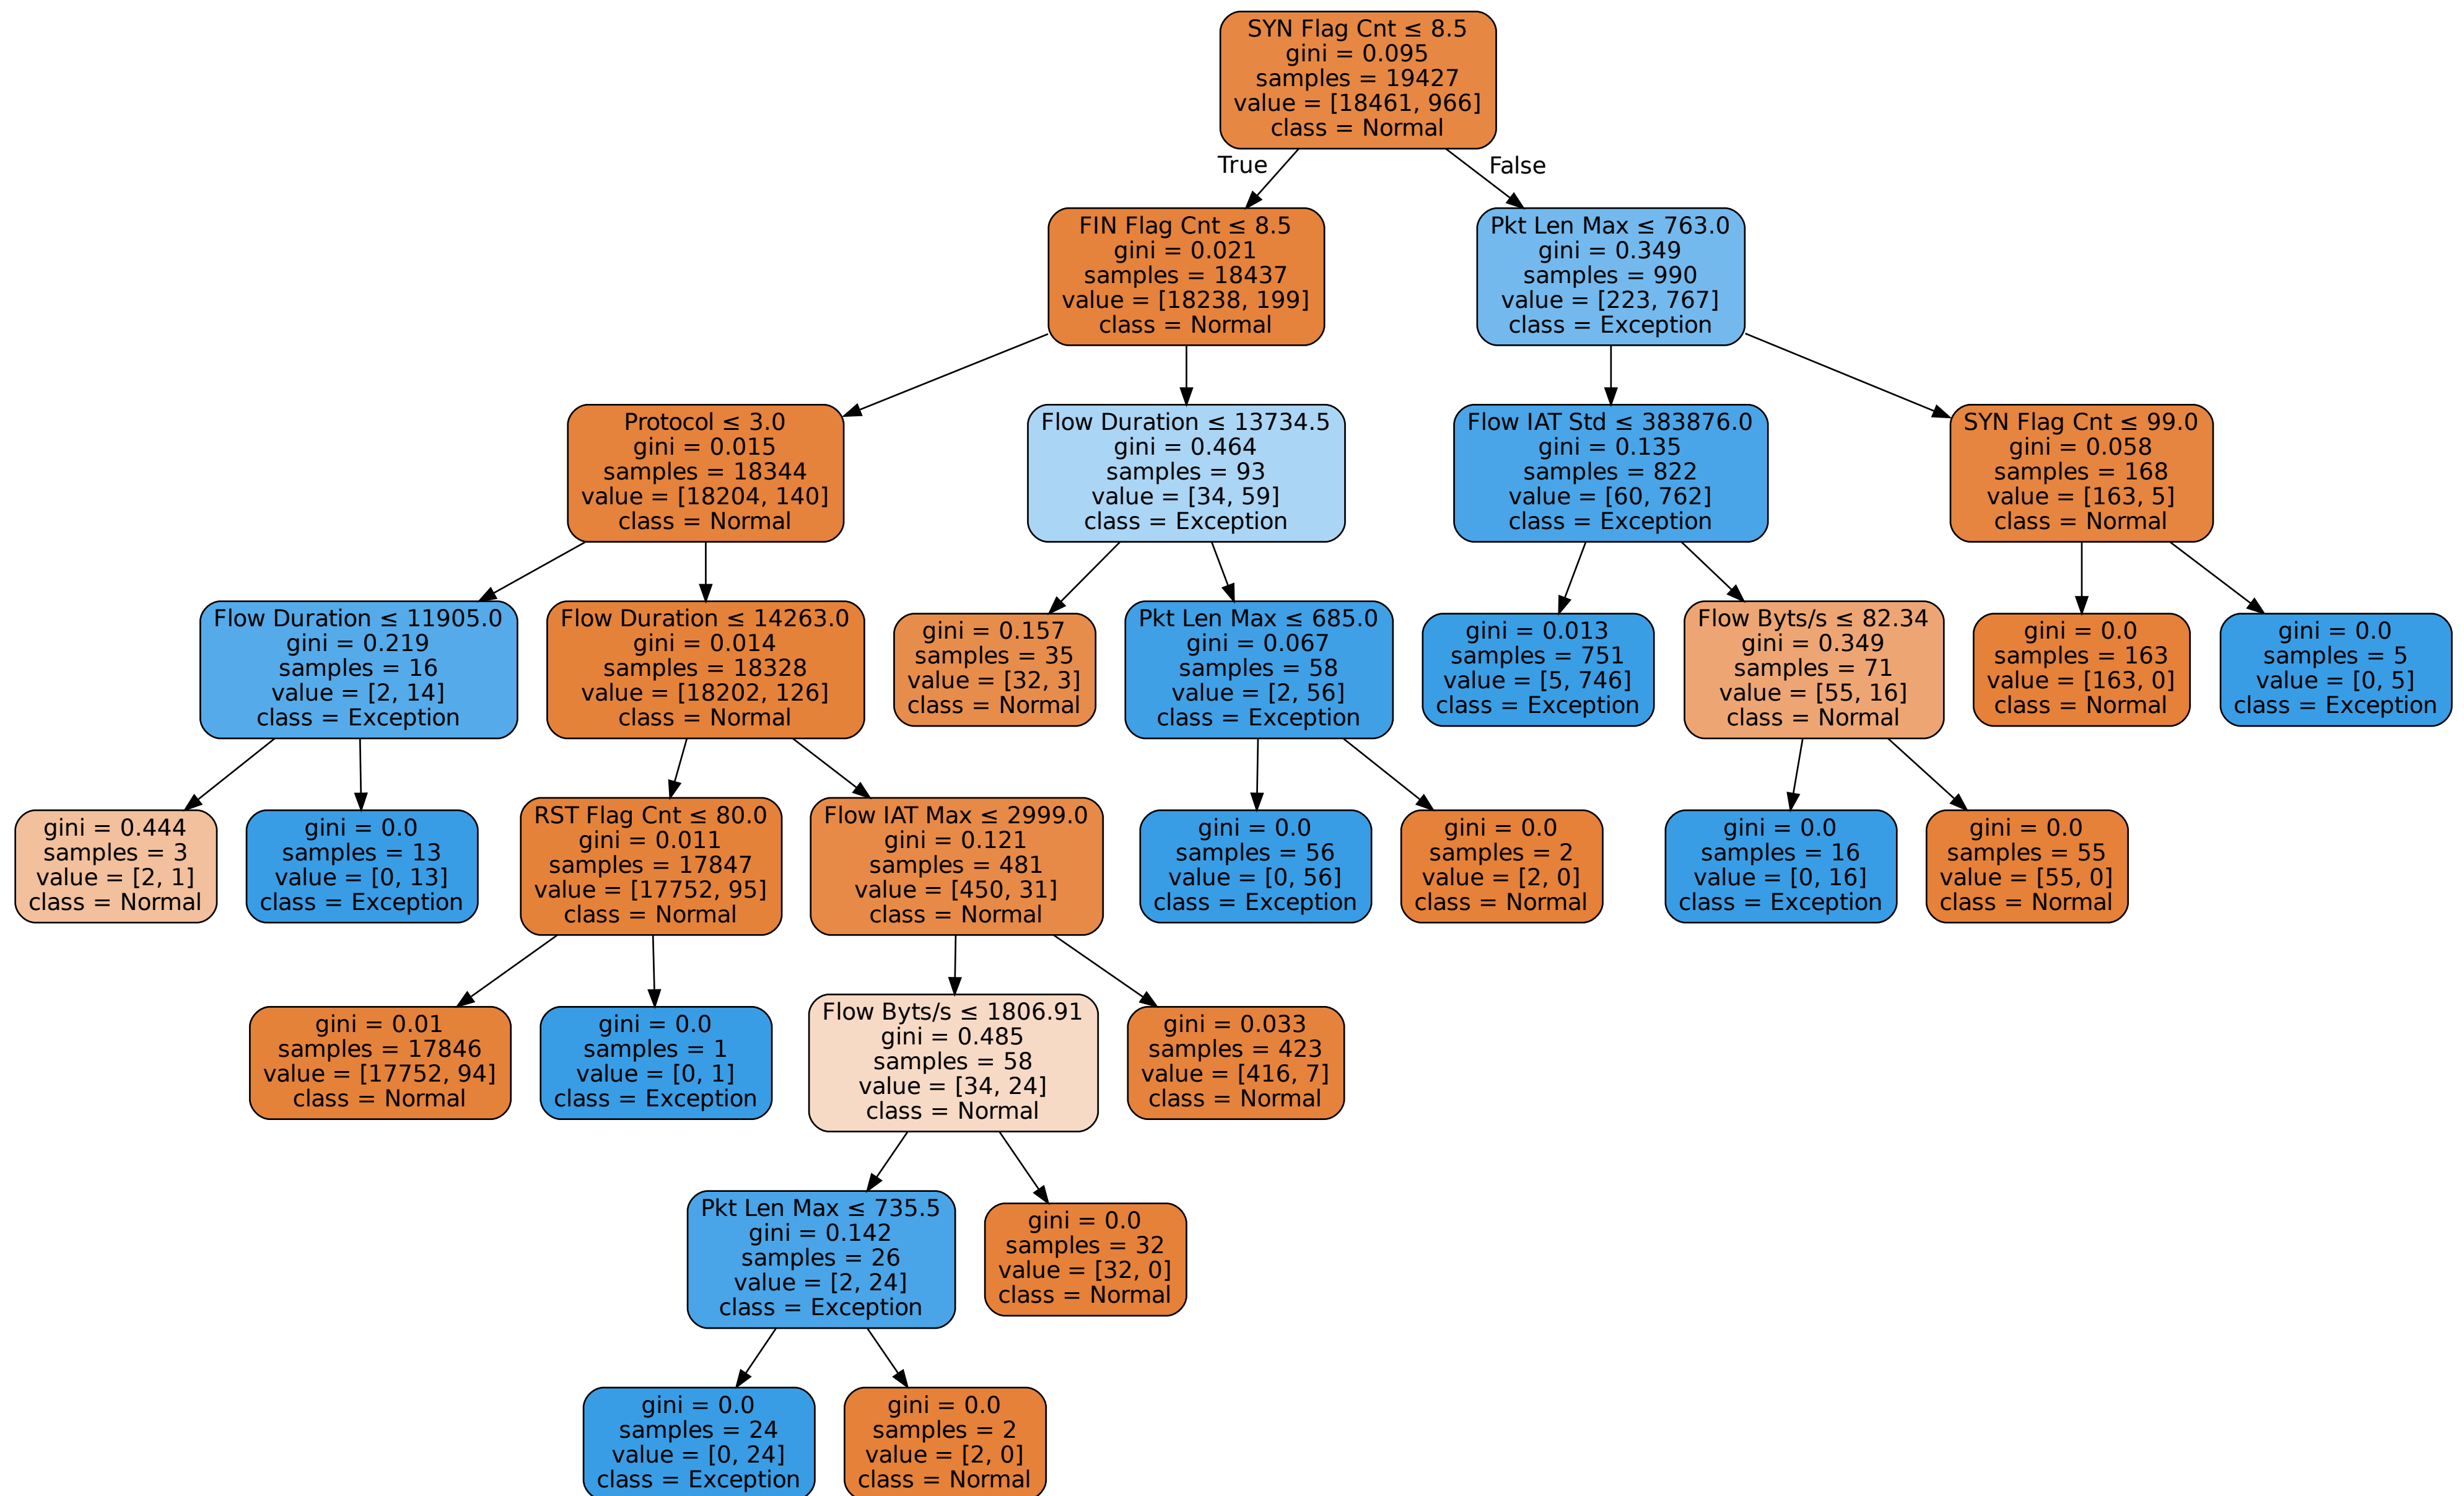 SYN Flag Cnt ≤ 8.5
gini = 0.095
samples = 19427
value = [18461, 966]
class = Normal
True
False
FIN Flag Cnt ≤ 8.5
gini = 0.021
samples = 18437
value = [18238, 199]
class = Normal
Pkt Len Max ≤ 763.0
gini = 0.349
samples = 990
value = [223, 767]
class = Exception
Protocol ≤ 3.0
gini = 0.015
samples = 18344
value = [18204, 140]
class = Normal
Flow Duration ≤ 13734.5
gini = 0.464
samples = 93
value = [34, 59]
class = Exception
Flow IAT Std ≤ 383876.0
gini = 0.135
samples = 822
value = [60, 762]
class = Exception
SYN Flag Cnt ≤ 99.0
gini = 0.058
samples = 168
value = [163, 5]
class = Normal
Flow Duration ≤ 11905.0
gini = 0.219
samples = 16
value = [2, 14]
class = Exception
Flow Duration ≤ 14263.0
gini = 0.014
samples = 18328
value = [18202, 126]
class = Normal
gini = 0.157
samples = 35
value = [32, 3]
class = Normal
Pkt Len Max ≤ 685.0
gini = 0.067
samples = 58
value = [2, 56]
class = Exception
gini = 0.013
samples = 751
value = [5, 746]
class = Exception
Flow Byts/s ≤ 82.34
gini = 0.349
samples = 71
value = [55, 16]
class = Normal
gini = 0.0
samples = 163
value = [163, 0]
class = Normal
gini = 0.0
samples = 5
value = [0, 5]
class = Exception
gini = 0.444
samples = 3
value = [2, 1]
class = Normal
gini = 0.0
samples = 13
value = [0, 13]
class = Exception
RST Flag Cnt ≤ 80.0
gini = 0.011
samples = 17847
value = [17752, 95]
class = Normal
Flow IAT Max ≤ 2999.0
gini = 0.121
samples = 481
value = [450, 31]
class = Normal
gini = 0.0
samples = 56
value = [0, 56]
class = Exception
gini = 0.0
samples = 2
value = [2, 0]
class = Normal
gini = 0.0
samples = 16
value = [0, 16]
class = Exception
gini = 0.0
samples = 55
value = [55, 0]
class = Normal
gini = 0.01
samples = 17846
value = [17752, 94]
class = Normal
gini = 0.0
samples = 1
value = [0, 1]
class = Exception
Flow Byts/s ≤ 1806.91
gini = 0.485
samples = 58
value = [34, 24]
class = Normal
gini = 0.033
samples = 423
value = [416, 7]
class = Normal
Pkt Len Max ≤ 735.5
gini = 0.142
samples = 26
value = [2, 24]
class = Exception
gini = 0.0
samples = 32
value = [32, 0]
class = Normal
gini = 0.0
samples = 24
value = [0, 24]
class = Exception
gini = 0.0
samples = 2
value = [2, 0]
class = Normal